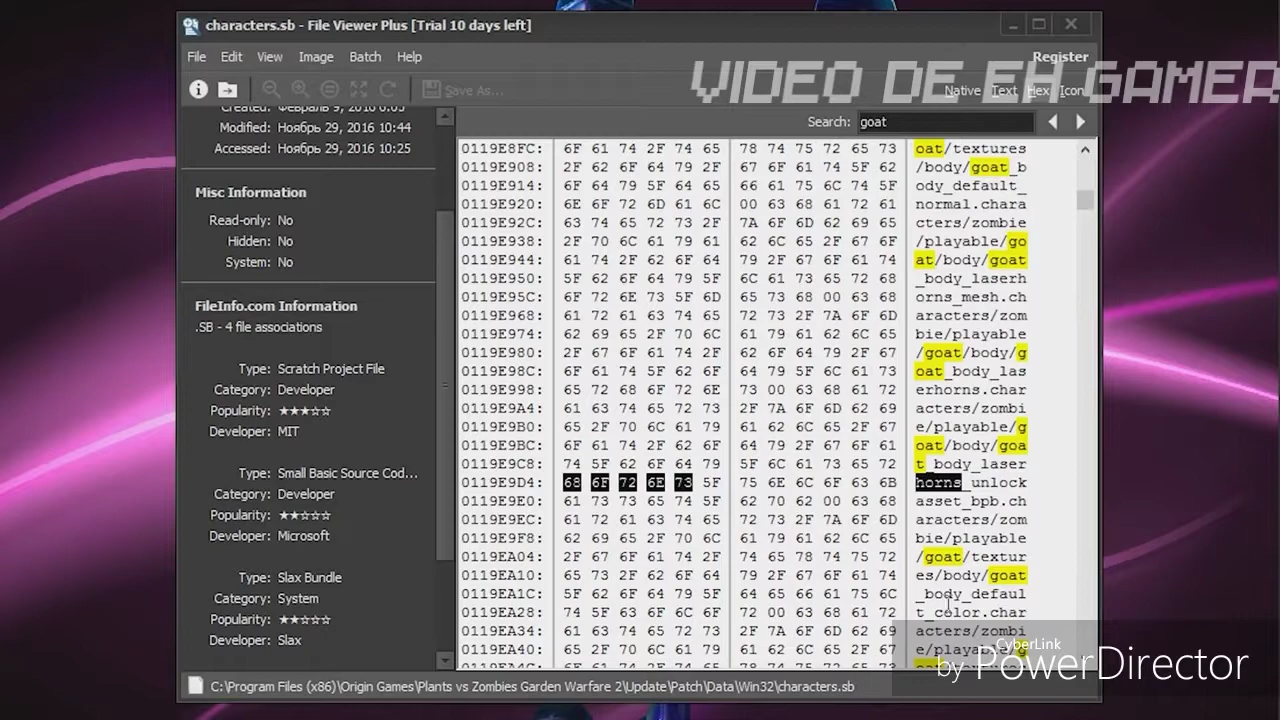 characters.sb - File Viewer Plus [Trial 10 days left]
File Edit View Image Batch Help
Register
VIDEO DE EH GAMER
Save As...
Native Text Hex Icon
Modified: Ноябрь 29, 2016 10:44
Accessed: Ноябрь 29, 2016 10:25
Misc Information
Read-only: No
Hidden: No
System: No
FileInfo.com Information
.SB - 4 file associations
Type: Scratch Project File
Category: Developer
Popularity: ★★★☆☆
Developer: MIT
Type: Small Basic Source Cod...
Category: Developer
Popularity: ★★☆☆☆
Developer: Microsoft
Type: Slax Bundle
Category: System
Popularity: ★★☆☆☆
Developer: Slax
Search: goat
0119E8FC: 6F 61 74 2F 74 65 78 74 75 72 65 73 oat/textures
0119E908: 2F 62 6F 64 79 2F 67 6F 61 74 5F 62 /body/goat_b
0119E914: 6F 64 79 5F 64 65 66 61 75 6C 74 5F ody_default_
0119E920: 6E 6F 72 6D 61 6C 00 63 68 61 72 61 normal.chara
0119E92C: 63 74 65 72 73 2F 7A 6F 6D 62 69 65 cters/zombie
0119E938: 2F 70 6C 61 79 61 62 6C 65 2F 67 6F /playable/go
0119E944: 61 74 2F 62 6F 64 79 2F 67 6F 61 74 at/body/goat
0119E950: 5F 62 6F 64 79 5F 6C 61 73 65 72 68 _body_laserh
0119E95C: 6F 72 6E 73 5F 6D 65 73 68 00 63 68 orns_mesh.ch
0119E968: 61 72 61 63 74 65 72 73 2F 7A 6F 6D aracters/zom
0119E974: 62 69 65 2F 70 6C 61 79 61 62 6C 65 bie/playable
0119E980: 2F 67 6F 61 74 2F 62 6F 64 79 2F 67 /goat/body/g
0119E98C: 6F 61 74 5F 62 6F 64 79 5F 6C 61 73 oat_body_las
0119E998: 65 72 68 6F 72 6E 73 00 63 68 61 72 erhorns.char
0119E9A4: 61 63 74 65 72 73 2F 7A 6F 6D 62 69 acters/zombi
0119E9B0: 65 2F 70 6C 61 79 61 62 6C 65 2F 67 e/playable/g
0119E9BC: 6F 61 74 2F 62 6F 64 79 2F 67 6F 61 oat/body/goa
0119E9C8: 74 5F 62 6F 64 79 5F 6C 61 73 65 72 t_body_laser
0119E9D4: 68 6F 72 6E 73 5F 75 6E 6C 6F 63 6B horns_unlock
0119E9E0: 61 73 73 65 74 5F 62 70 62 00 63 68 asset_bpb.ch
0119E9EC: 61 72 61 63 74 65 72 73 2F 7A 6F 6D aracters/zom
0119E9F8: 62 69 65 2F 70 6C 61 79 61 62 6C 65 bie/playable
0119EA04: 2F 67 6F 61 74 2F 74 65 78 74 75 72 /goat/textur
0119EA10: 65 73 2F 62 6F 64 79 2F 67 6F 61 74 es/body/goat
0119EA1C: 5F 62 6F 64 79 5F 64 65 66 61 75 6C _body_defaul
0119EA28: 74 5F 63 6F 6C 6F 72 00 63 68 61 72 t_color.char
0119EA34: 61 63 74 65 72 73 2F 7A 6F 6D 62 69 acters/zombi
0119EA40: 65 2F 70 6C 61 79 61 62 6C 65 2F 67 e/playable/g
CyberLink
by PowerDirector
C:\Program Files (x86)\Origin Games\Plants vs Zombies Garden Warfare 2\Update\Patch\Data\Win32\characters.sb